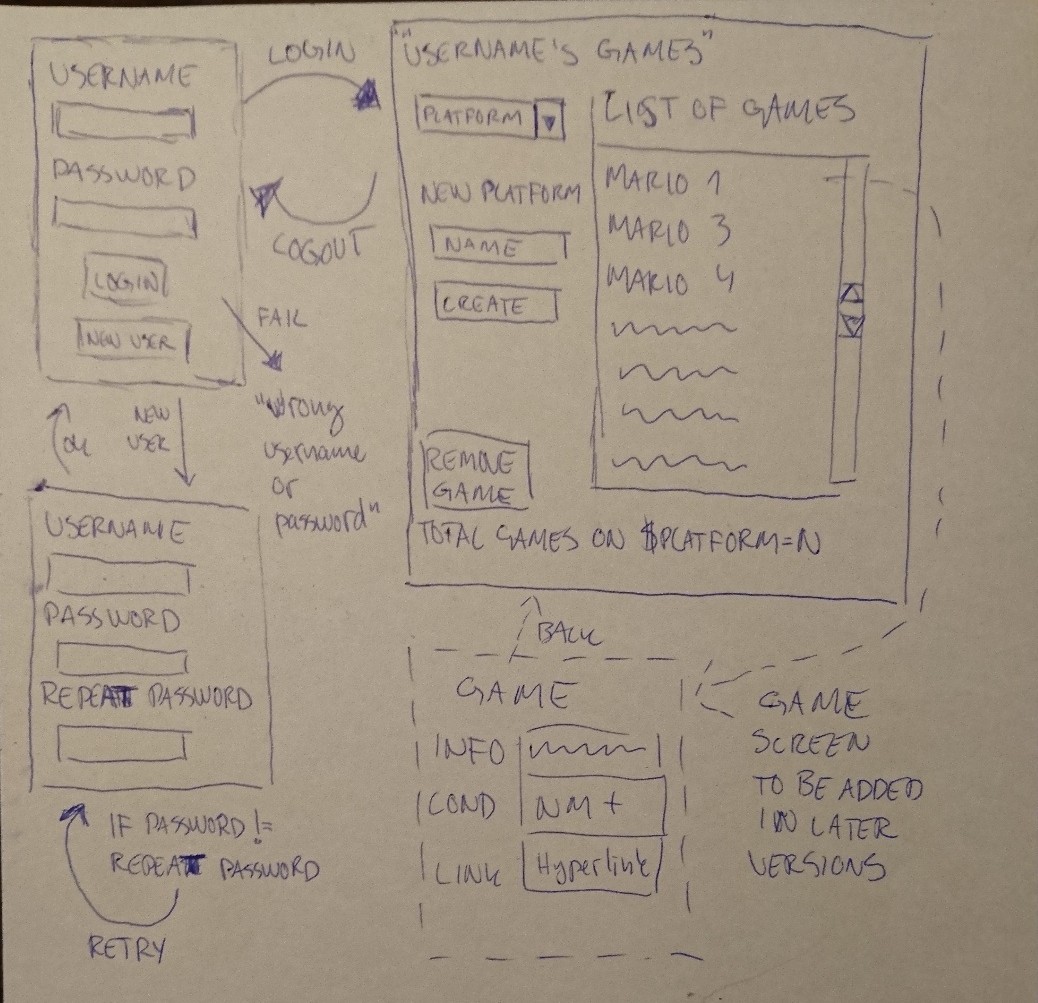 USERNAME
PASSWORD
LOGIN
NEW USER
LOGIN
LOGOUT
FAIL
"Wrong
username
or
password"
OK
NEW
USER
USERNAME
PASSWORD
REPEAT PASSWORD
IF PASSWORD !=
REPEAT PASSWORD
RETRY
"USERNAME'S GAMES"
PLATFORM
NEW PLATFORM
NAME
CREATE
REMOVE
GAME
LIST OF GAMES
MARIO 1
MARIO 3
MARIO 4
TOTAL GAMES ON $PLATFORM=N
BACK
GAME
INFO
COND NM+
LINK Hyperlink
GAME
SCREEN
TO BE ADDED
IN LATER
VERSIONS